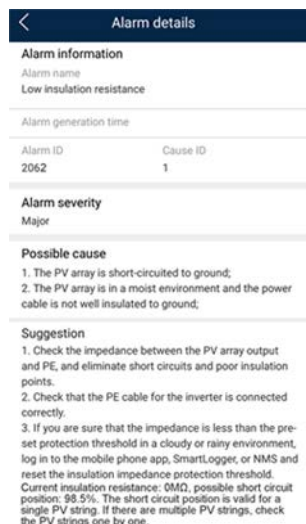 Alarm details
Alarm information
Alarm name
Low insulation resistance
Alarm generation time
Alarm ID
Cause ID
2062
1
Alarm severity
Major
Possible cause
1. The PV array is short-circuited to ground;
2. The PV array is in a moist environment and the power
cable is not well insulated to ground;
Suggestion
1. Check the impedance between the PV array output
and PE, and eliminate short circuits and poor insulation
points.
2. Check that the PE cable for the inverter is connected
correctly.
3. If you are sure that the impedance is less than the pre-
set protection threshold in a cloudy or rainy environment,
log in to the mobile phone app, SmartLogger, or NMS and
reset the insulation impedance protection threshold.
Current insulation resistance: 0MΩ, possible short circuit
position: 98.5%. The short circuit position is valid for a
single PV string. If there are multiple PV strings, check
the PV strings one by one.